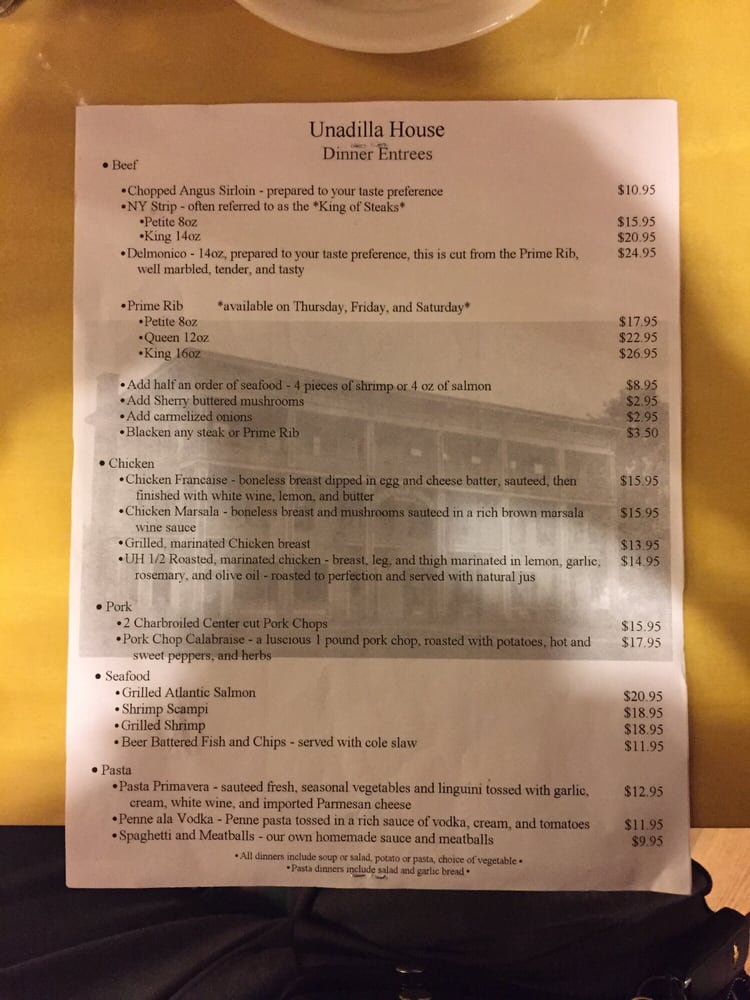 Unadilla House
Dinner Entrees
• Beef
•Chopped Angus Sirloin - prepared to your taste preference $10.95
•NY Strip - often referred to as the *King of Steaks*
•Petite 8oz $15.95
•King 14oz $20.95
•Delmonico - 14oz, prepared to your taste preference, this is cut from the Prime Rib, $24.95
well marbled, tender, and tasty
•Prime Rib *available on Thursday, Friday, and Saturday*
•Petite 8oz $17.95
•Queen 12oz $22.95
•King 16oz $26.95
•Add half an order of seafood - 4 pieces of shrimp or 4 oz of salmon $8.95
•Add Sherry buttered mushrooms $2.95
•Add carmelized onions $2.95
•Blacken any steak or Prime Rib $3.50
• Chicken
•Chicken Francaise - boneless breast dipped in egg and cheese batter, sauteed, then $15.95
finished with white wine, lemon, and butter
•Chicken Marsala - boneless breast and mushrooms sauteed in a rich brown marsala $15.95
wine sauce
•Grilled, marinated Chicken breast $13.95
•UH 1/2 Roasted, marinated chicken - breast, leg, and thigh marinated in lemon, garlic, $14.95
rosemary, and olive oil - roasted to perfection and served with natural jus
• Pork
•2 Charbroiled Center cut Pork Chops $15.95
•Pork Chop Calabraise - a luscious 1 pound pork chop, roasted with potatoes, hot and $17.95
sweet peppers, and herbs
• Seafood
•Grilled Atlantic Salmon $20.95
•Shrimp Scampi $18.95
•Grilled Shrimp $18.95
•Beer Battered Fish and Chips - served with cole slaw $11.95
• Pasta
•Pasta Primavera - sauteed fresh, seasonal vegetables and linguini tossed with garlic, $12.95
cream, white wine, and imported Parmesan cheese
•Penne ala Vodka - Penne pasta tossed in a rich sauce of vodka, cream, and tomatoes $11.95
•Spaghetti and Meatballs - our own homemade sauce and meatballs $9.95
•All dinners include soup or salad, potato or pasta, choice of vegetable•
•Pasta dinners include salad and garlic bread•